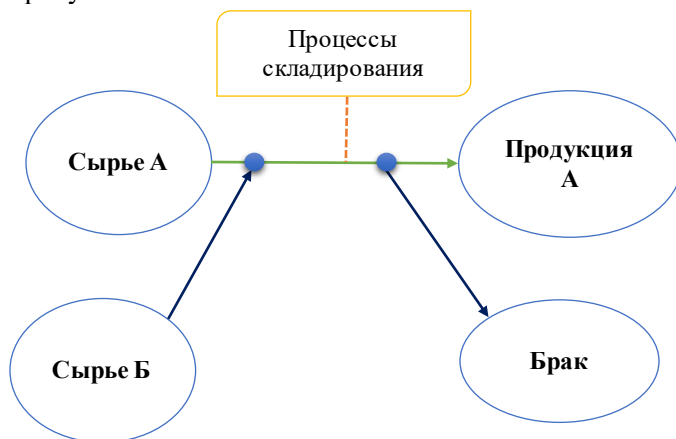 Процессы
складирования
Сырье А
Продукция
А
Сырье Б
Брак